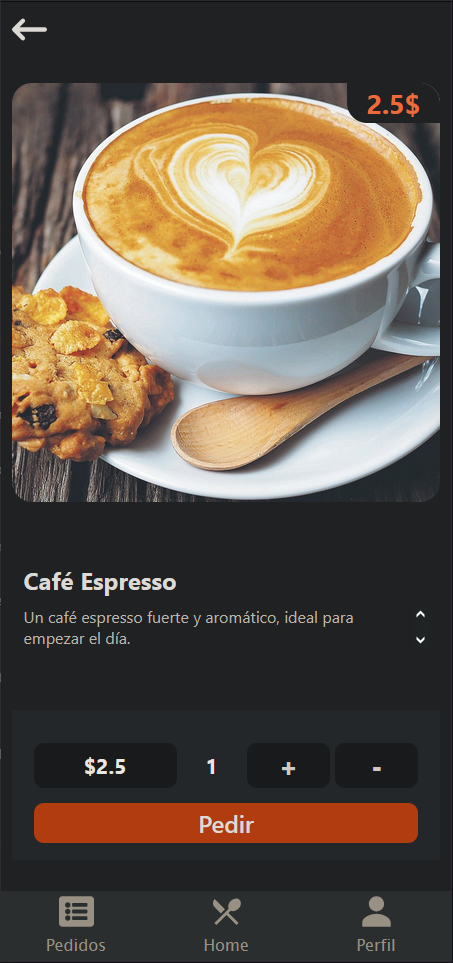 2.5$
Café Espresso
Un café espresso fuerte y aromático, ideal para
empezar el día.
$2.5 1 + -
Pedir
Pedidos Home Perfil